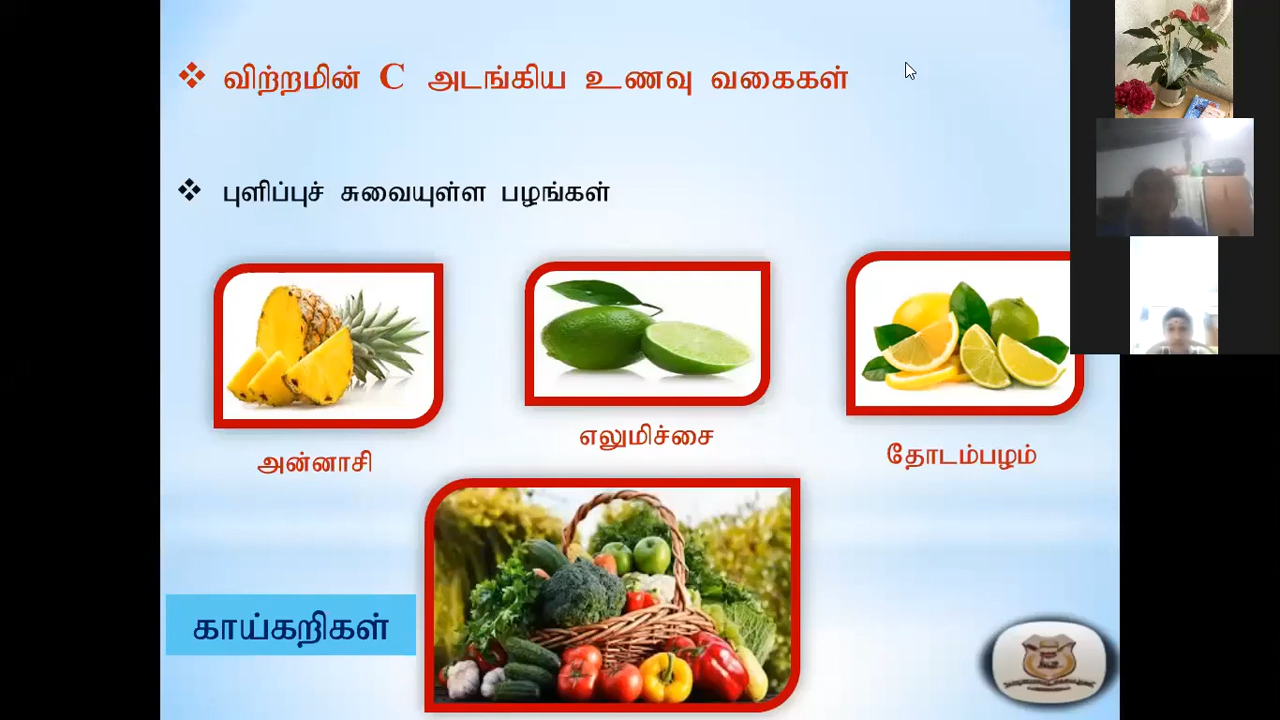 ❖ விற்றமின் C அடங்கிய உணவு வகைகள்
❖ புளிப்புச் சுவையுள்ள பழங்கள்
அன்னாசி
எலுமிச்சை
தோடம்பழம்
காய்கறிகள்